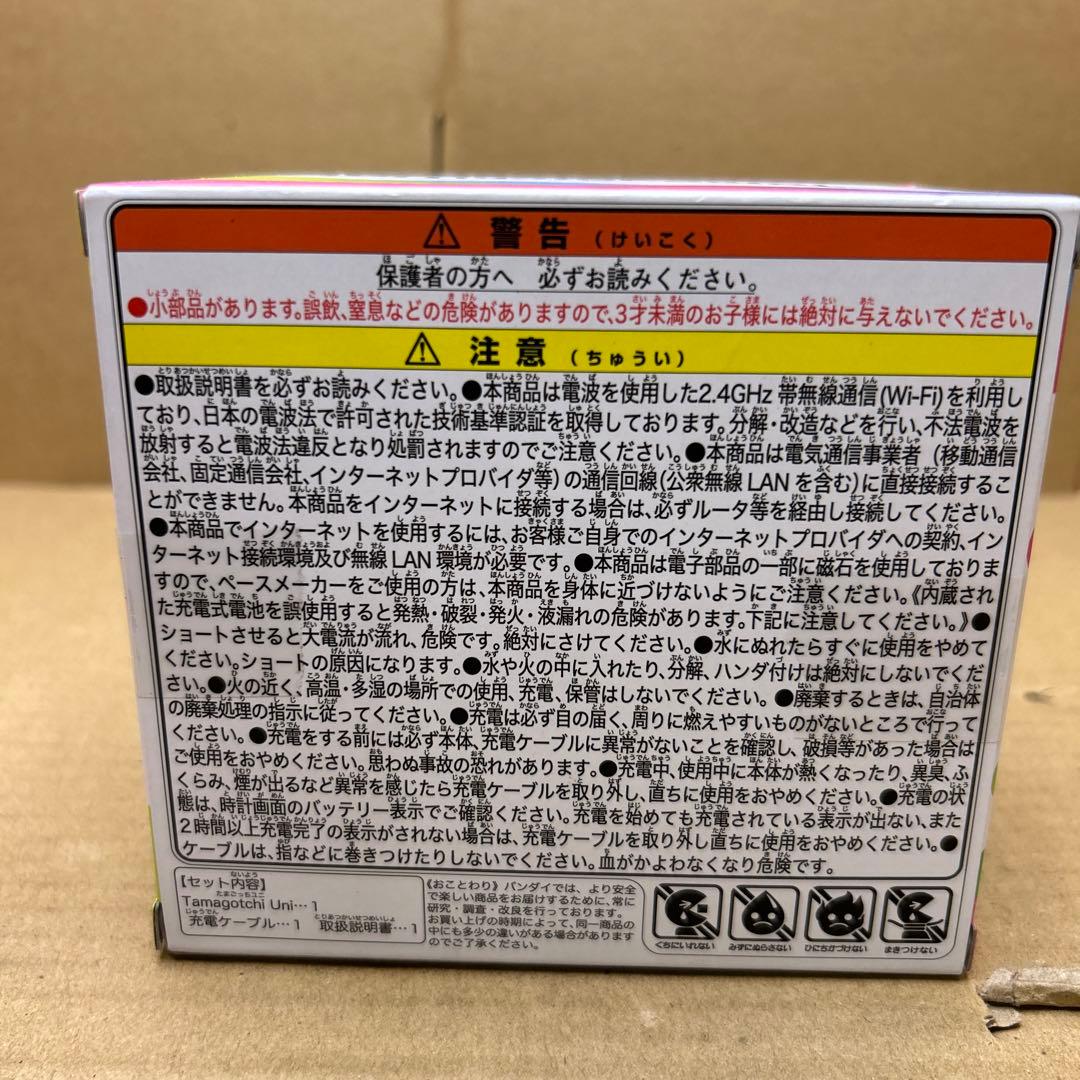 ⚠ 警告 (けいこく)
保護者の方へ 必ずお読みください。
●小部品があります。誤飲、窒息などの危険がありますので、3才未満のお子様には絶対に与えないでください。
⚠ 注意 (ちゅうい)
●取扱説明書を必ずお読みください。●本商品は電波を使用した2.4GHz 帯無線通信(Wi-Fi)を利用し
ており、日本の電波法で許可された技術基準認証を取得しております。分解・改造などを行い、不法電波を
放射すると電波法違反となり処罰されますのでご注意ください。●本商品は電気通信事業者（移動通信
会社、固定通信会社、インターネットプロバイダ等）の通信回線(公衆無線 LAN を含む)に直接接続するこ
とができません。本商品をインターネットに接続する場合は、必ずルータ等を経由し接続してください。
●本商品でインターネットを使用するには、お客様ご自身でのインターネットプロバイダへの契約、イン
ターネット接続環境及び無線 LAN 環境が必要です。●本商品は電子部品の一部に磁石を使用しておりま
すので、ペースメーカーをご使用の方は、本商品を身体に近づけないようにご注意ください。《内蔵され
た充電式電池を誤使用すると発熱・破裂・発火・液漏れの危険があります。下記に注意してください。》●
ショートさせると大電流が流れ、危険です。絶対にさけてください。●水にぬれたらすぐに使用をやめて
ください。ショートの原因になります。●水や火の中に入れたり、分解、ハンダ付けは絶対にしないでくだ
さい。●火の近く、高温・多湿の場所での使用、充電、保管はしないでください。●廃棄するときは、自治体
の廃棄処理の指示に従ってください。●充電は必ず目の届く、周りに燃えやすいものがないところで行って
ください。●充電をする前には必ず本体、充電ケーブルに異常がないことを確認し、破損等があった場合は
ご使用をおやめください。思わぬ事故の恐れがあります。●充電中、使用中に本体が熱くなったり、異臭、ふ
くらみ、煙が出るなど異常を感じたら充電ケーブルを取り外し、直ちに使用をおやめください。●充電の状
態は、時計画面のバッテリー表示でご確認ください。充電を始めても充電されている表示が出ない、また
2時間以上充電完了の表示がされない場合は、充電ケーブルを取り外し直ちに使用をおやめください。●
ケーブルは、指などに巻きつけたりしないでください。血がかよわなくなり危険です。
【セット内容】
Tamagotchi Uni…1
充電ケーブル…1 取扱説明書…1
《おことわり》バンダイでは、より安全
で楽しい商品をお届けするために、常に
研究・調査・改良を行っております。
お買い上げの時期によって、同一商品の
中にも多少の違いがある場合があります
のでご了承ください。
くちにいれない みずにぬらさない ひにちかづけない まきつけない